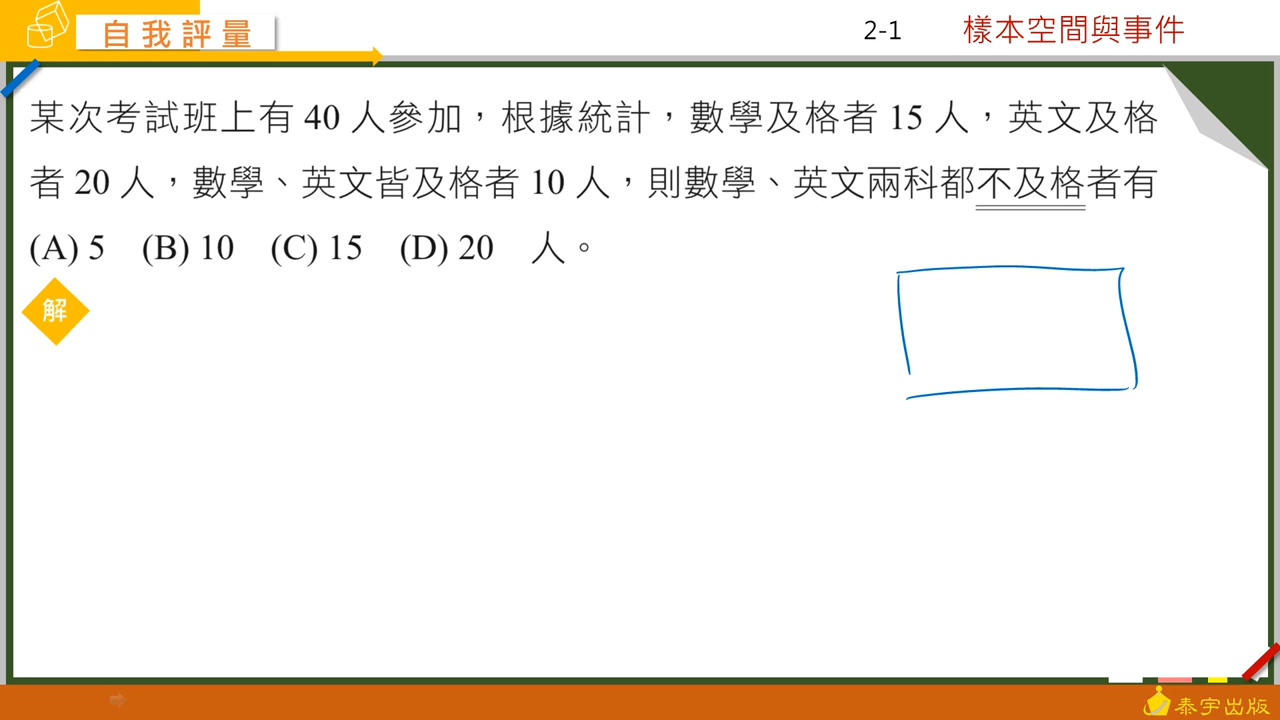 自我評量
2-1 樣本空間與事件
某次考試班上有 40 人參加，根據統計，數學及格者 15 人，英文及格
者 20 人，數學、英文皆及格者 10 人，則數學、英文兩科都不及格者有
(A) 5 (B) 10 (C) 15 (D) 20 人。
解
泰宇出版